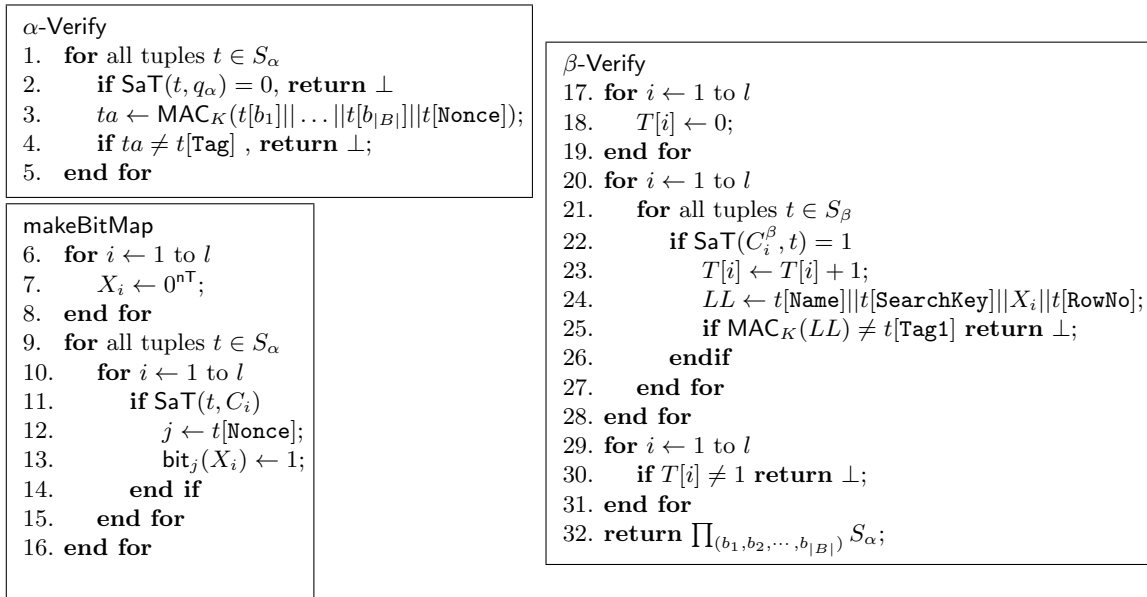 α-Verify
1. for all tuples t ∈ S_α
2. if SaT(t, q_α) = 0, return ⊥
3. ta ← MAC_K(t[b_1]|| . . . ||t[b_{|B|}]||t[Nonce]);
4. if ta ≠ t[Tag] , return ⊥;
5. end for
makeBitMap
6. for i ← 1 to l
7. X_i ← 0^{nT};
8. end for
9. for all tuples t ∈ S_α
10. for i ← 1 to l
11. if SaT(t, C_i)
12. j ← t[Nonce];
13. bit_j(X_i) ← 1;
14. end if
15. end for
16. end for
β-Verify
17. for i ← 1 to l
18. T[i] ← 0;
19. end for
20. for i ← 1 to l
21. for all tuples t ∈ S_β
22. if SaT(C_i^β, t) = 1
23. T[i] ← T[i] + 1;
24. LL ← t[Name]||t[SearchKey]||X_i||t[RowNo];
25. if MAC_K(LL) ≠ t[Tag1] return ⊥;
26. endif
27. end for
28. end for
29. for i ← 1 to l
30. if T[i] ≠ 1 return ⊥;
31. end for
32. return ∏_{(b_1,b_2,··· ,b_{|B|})} S_α;